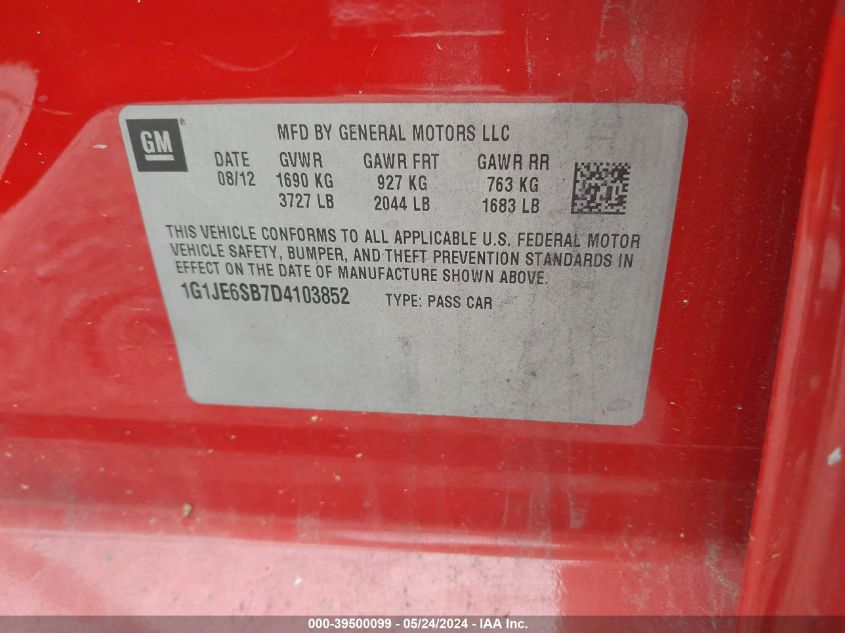 GM®
MFD BY GENERAL MOTORS LLC
DATE GVWR GAWR FRT GAWR RR
08/12 1690 KG 927 KG 763 KG
3727 LB 2044 LB 1683 LB
THIS VEHICLE CONFORMS TO ALL APPLICABLE U.S. FEDERAL MOTOR
VEHICLE SAFETY, BUMPER, AND THEFT PREVENTION STANDARDS IN
EFFECT ON THE DATE OF MANUFACTURE SHOWN ABOVE.
1G1JE6SB7D4103852 TYPE: PASS CAR
000-39500099 - 05/24/2024 - IAA Inc.